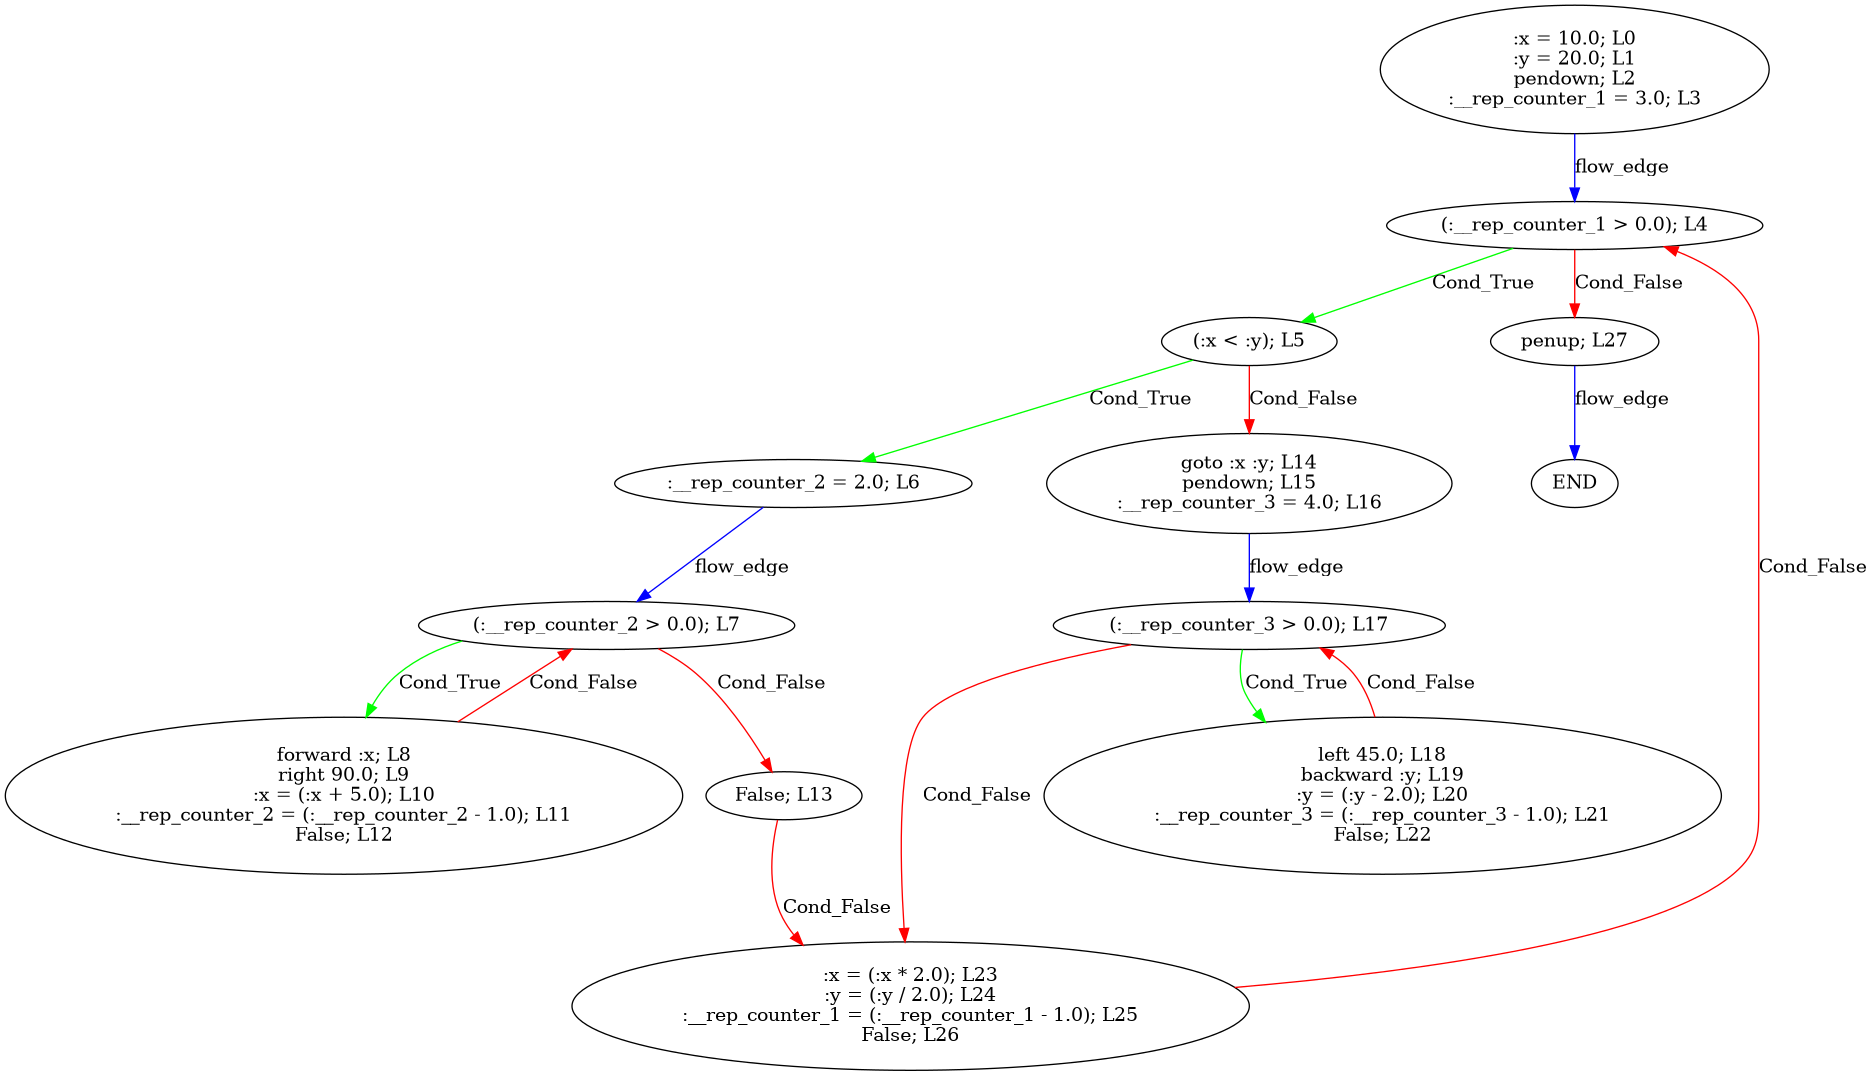 :x = 10.0; L0
:y = 20.0; L1
pendown; L2
:__rep_counter_1 = 3.0; L3
flow_edge
(:__rep_counter_1 > 0.0); L4
Cond_True
Cond_False
(:x < :y); L5
penup; L27
Cond_True
Cond_False
flow_edge
:__rep_counter_2 = 2.0; L6
goto :x :y; L14
pendown; L15
:__rep_counter_3 = 4.0; L16
END
flow_edge
flow_edge
Cond_False
(:__rep_counter_2 > 0.0); L7
(:__rep_counter_3 > 0.0); L17
Cond_True
Cond_False
Cond_False
Cond_True
Cond_False
forward :x; L8
right 90.0; L9
:x = (:x + 5.0); L10
:__rep_counter_2 = (:__rep_counter_2 - 1.0); L11
False; L12
False; L13
Cond_False
left 45.0; L18
backward :y; L19
:y = (:y - 2.0); L20
:__rep_counter_3 = (:__rep_counter_3 - 1.0); L21
False; L22
Cond_False
:x = (:x * 2.0); L23
:y = (:y / 2.0); L24
:__rep_counter_1 = (:__rep_counter_1 - 1.0); L25
False; L26